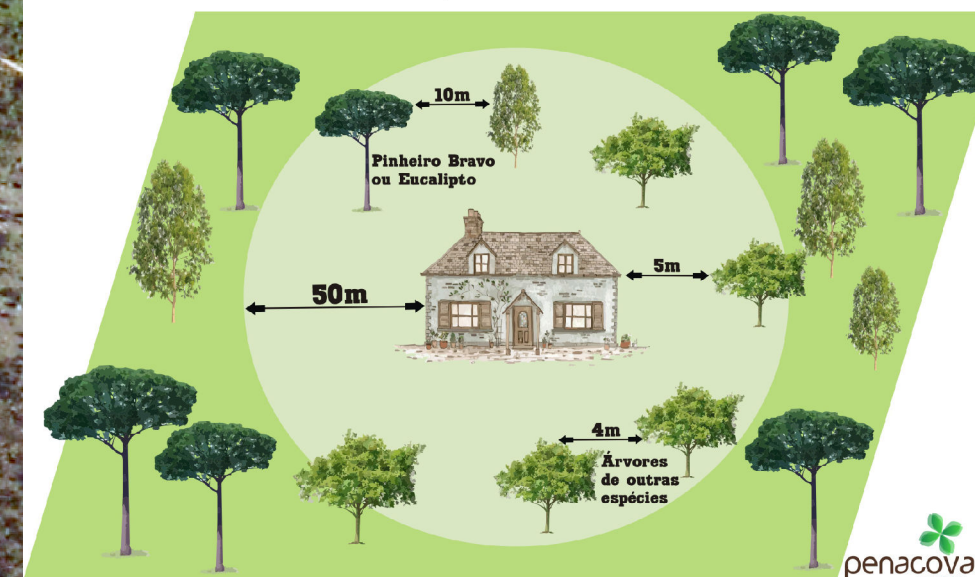 10m
Pinheiro Bravo
ou Eucalipto
5m
50m
4m
Árvores
de outras
espécies
penacova